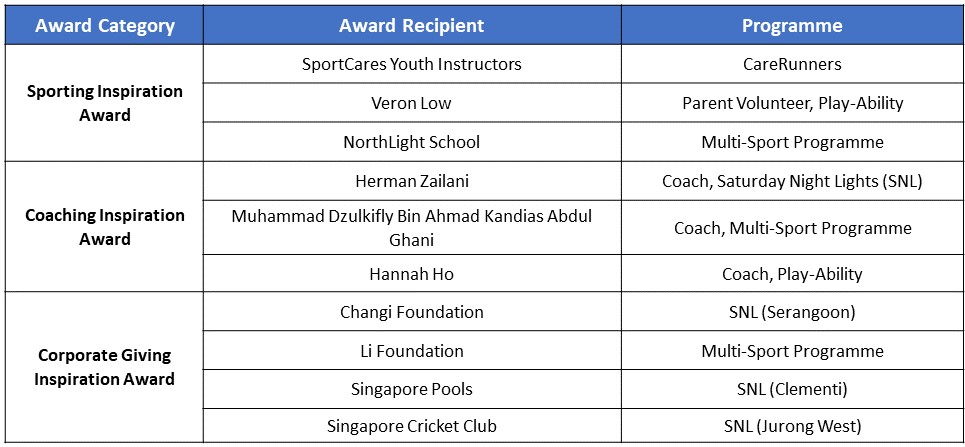 Award Category Award Recipient Programme
Sporting Inspiration Award
SportCares Youth Instructors CareRunners
Veron Low Parent Volunteer, Play-Ability
NorthLight School Multi-Sport Programme
Coaching Inspiration Award
Herman Zailani Coach, Saturday Night Lights (SNL)
Muhammad Dzulkifly Bin Ahmad Kandias Abdul Ghani Coach, Multi-Sport Programme
Hannah Ho Coach, Play-Ability
Corporate Giving Inspiration Award
Changi Foundation SNL (Serangoon)
Li Foundation Multi-Sport Programme
Singapore Pools SNL (Clementi)
Singapore Cricket Club SNL (Jurong West)